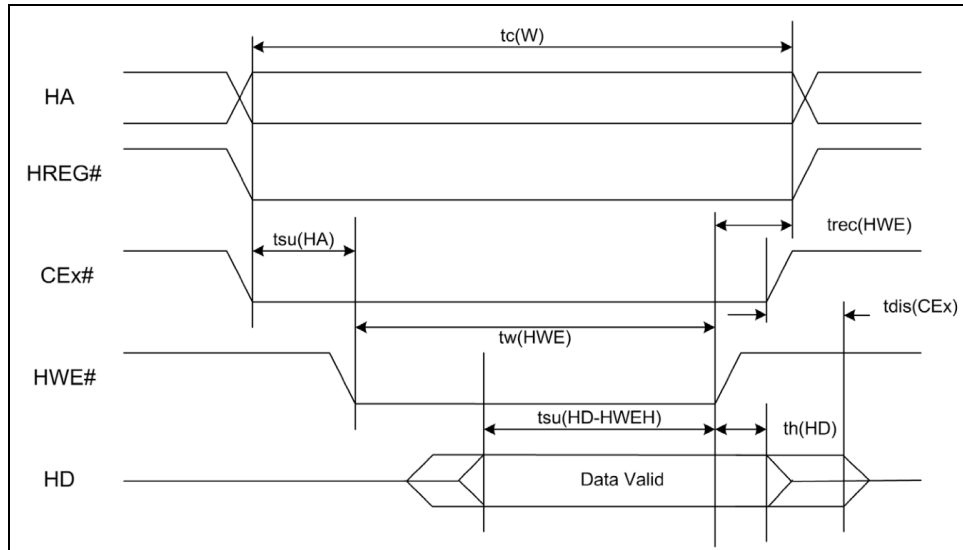 tc(W)
HA
HREG#
tsu(HA)
trec(HWE)
CEx#
tdis(CEx)
tw(HWE)
HWE#
tsu(HD-HWEH)
th(HD)
HD
Data Valid